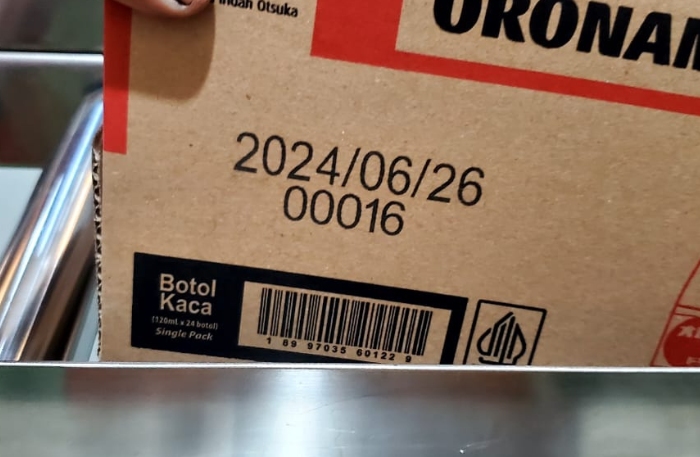 Indah Otsuka
ORONAM
2024/06/26
00016
Botol
Kaca
(120mL x 24 botol)
Single Pack
1 89 97035 60122 9